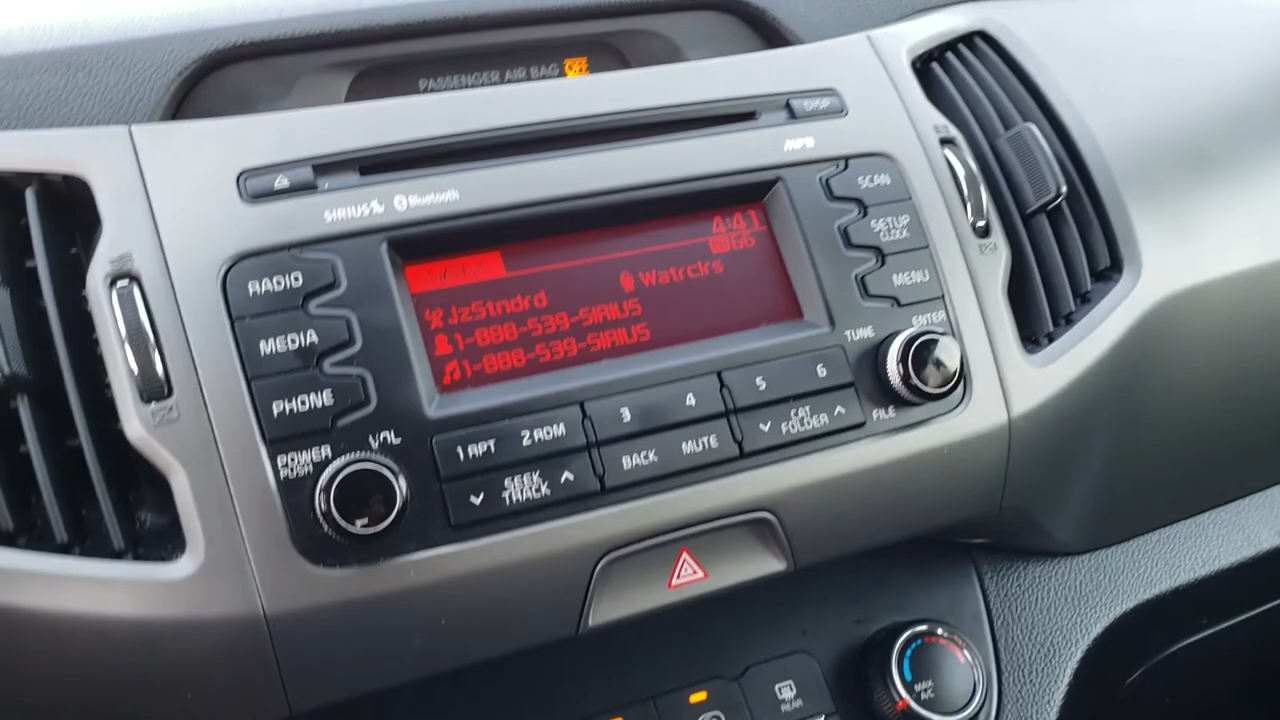 PASSENGER AIR BAG OFF
DISP
MP3
SIRIUS Bluetooth
SCAN
RADIO
4:41
SETUP
CLOCK
66
Watrclrs
MEDIA
JzStndrd
MENU
1-888-539-SIRIUS
1-888-539-SIRIUS
PHONE
TUNE
ENTER
FILE
POWER
PUSH
VOL
1 RPT 2 RDM 3 4 5 6
SEEK
TRACK
BACK MUTE
CAT
FOLDER
REAR
MAX
A/C